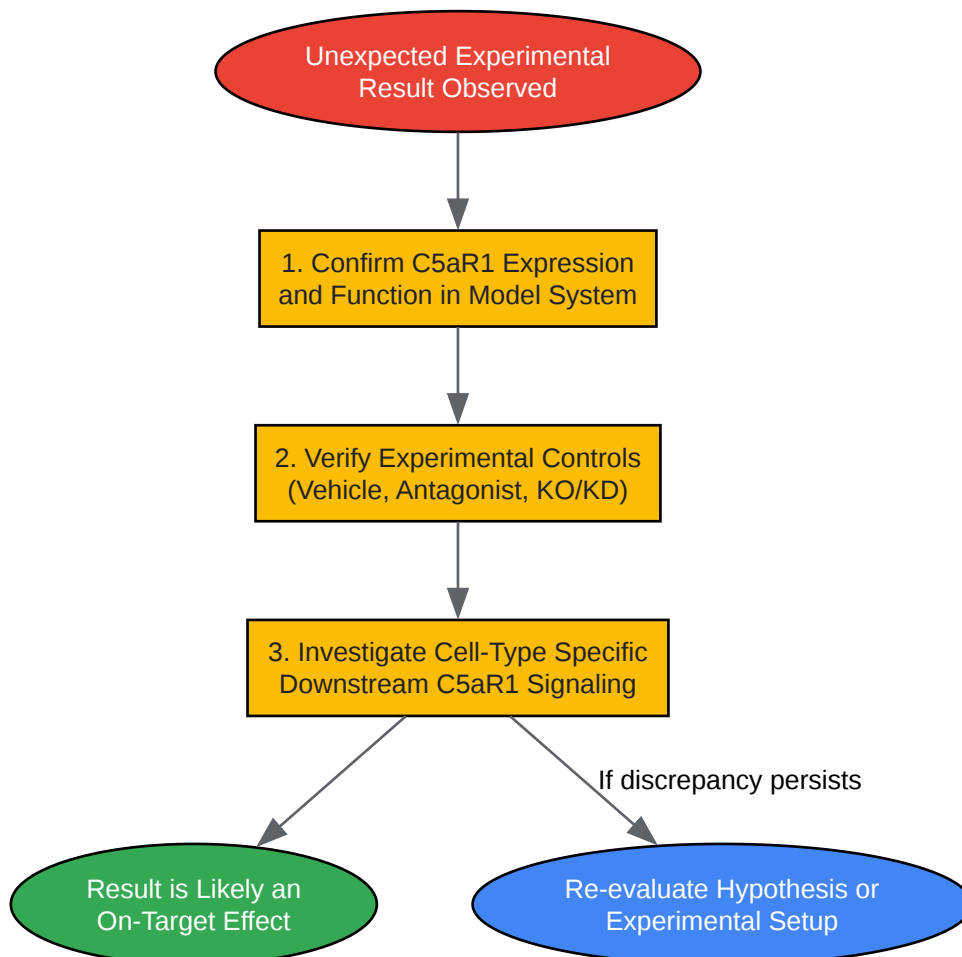 Unexpected Experimental
Result Observed
1. Confirm C5aR1 Expression
and Function in Model System
2. Verify Experimental Controls
(Vehicle, Antagonist, KO/KD)
3. Investigate Cell-Type Specific
Downstream C5aR1 Signaling
If discrepancy persists
Result is Likely an
On-Target Effect
Re-evaluate Hypothesis or
Experimental Setup